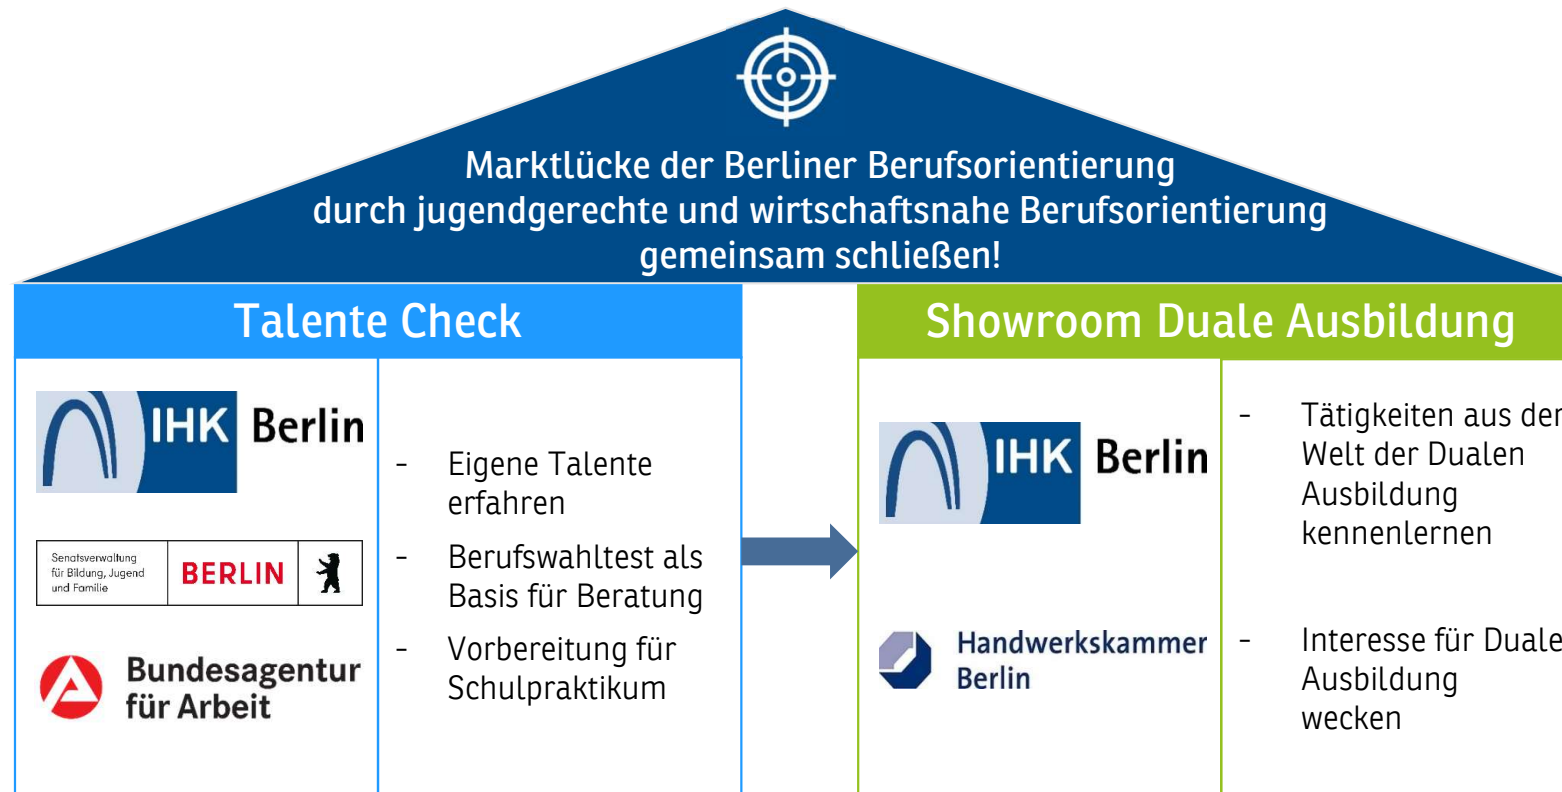 Marktlücke der Berliner Berufsorientierung
durch jugendgerechte und wirtschaftsnahe Berufsorientierung
gemeinsam schließen!
Talente Check
IHK Berlin
Senatsverwaltung
für Bildung, Jugend
und Familie
BERLIN
Bundesagentur
für Arbeit
- Eigene Talente
erfahren
- Berufswahltest als
Basis für Beratung
- Vorbereitung für
Schulpraktikum
Showroom Duale Ausbildung
IHK Berlin
Handwerkskammer
Berlin
- Tätigkeiten aus der
Welt der Dualen
Ausbildung
kennenlernen
- Interesse für Duale
Ausbildung
wecken